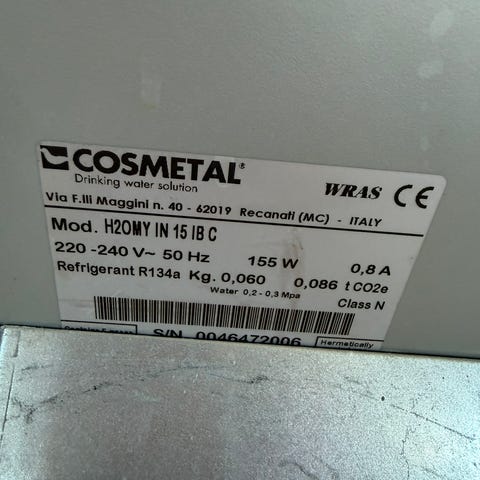 COSMETAL®
Drinking water solution
WRAS CE
Via F.lli Maggini n. 40 - 62019 Recanati (MC) - ITALY
Mod. H2OMY IN 15 IB C
220 -240 V~ 50 Hz 155 W 0,8 A
Refrigerant R134a Kg. 0,060 0,086 t CO2e
Water 0,2 - 0,3 Mpa Class N
S/N 0046472006 Hermetically